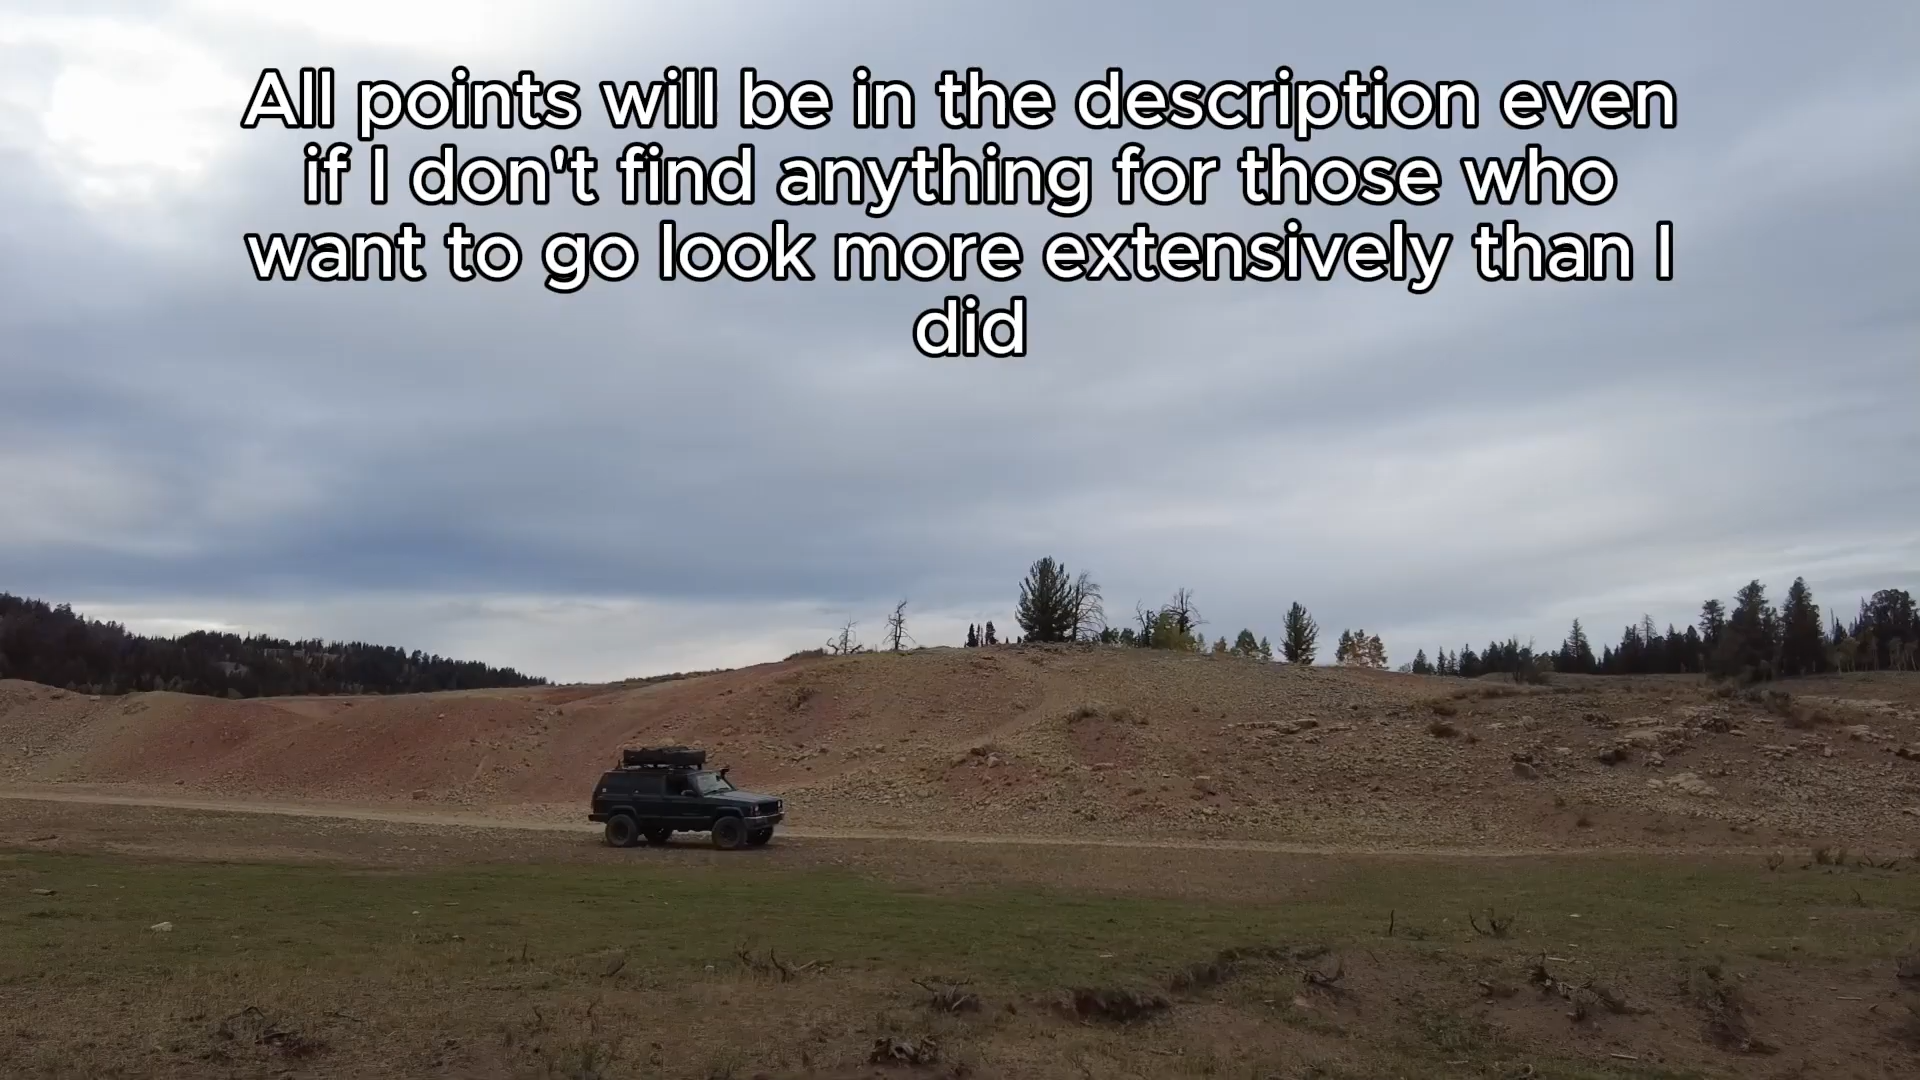 All points will be in the description even
if I don't find anything for those who
want to go look more extensively than I
did